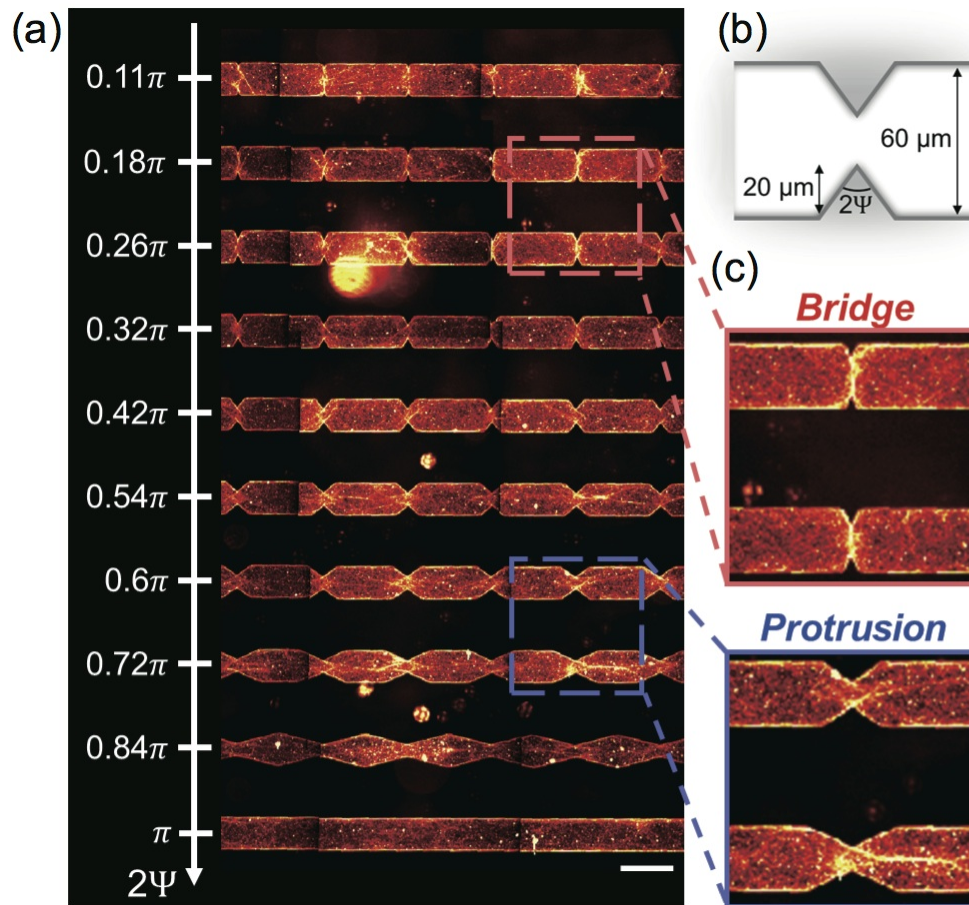 (a)
0.11π
0.18π
0.26π
0.32π
0.42π
0.54π
0.6π
0.72π
0.84π
π
2Ψ
(b)
60 μm
20 μm
2Ψ
(c)
Bridge
Protrusion